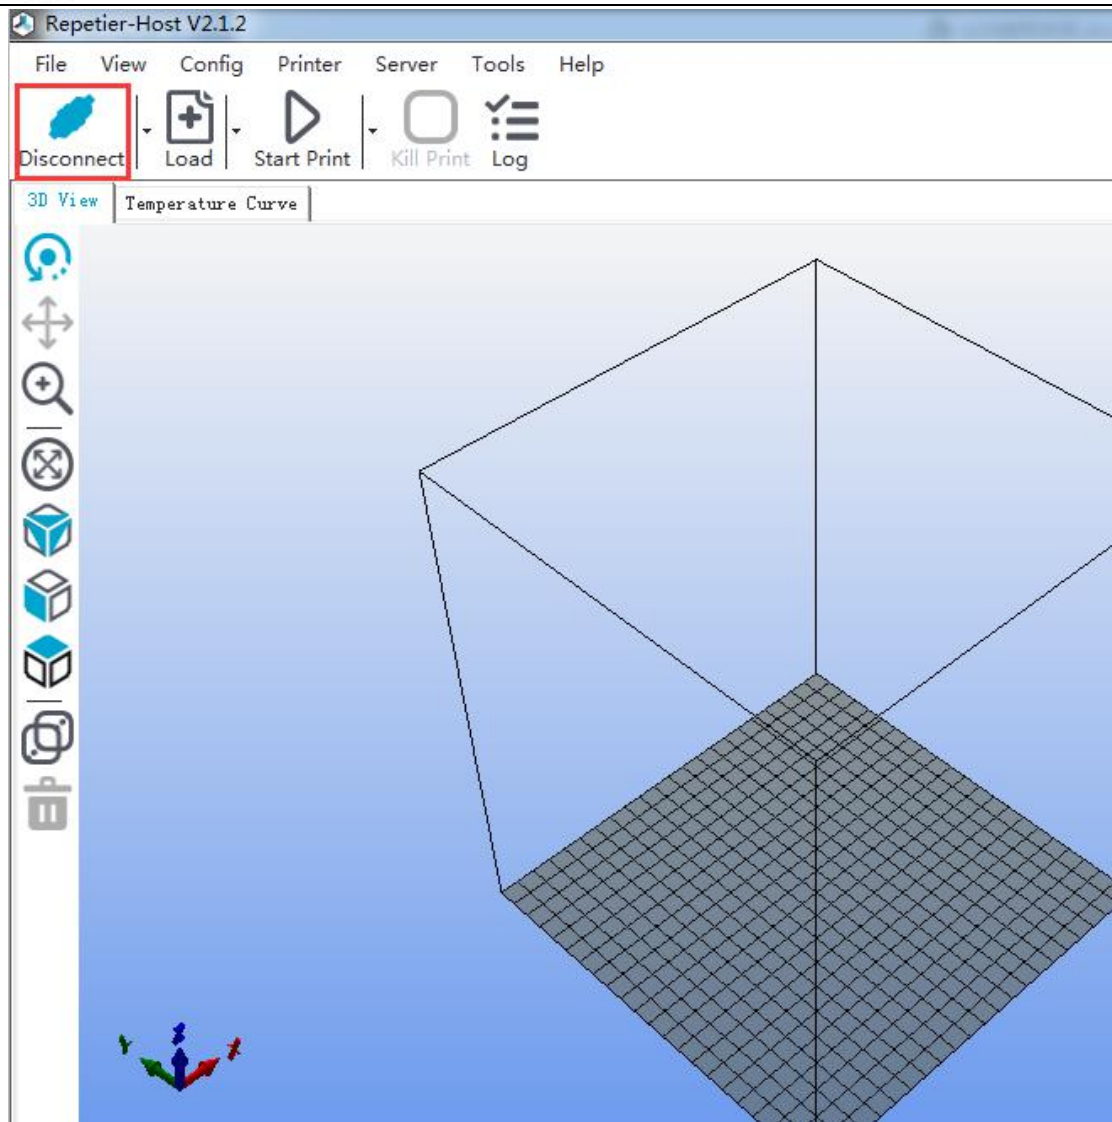 Repetier-Host V2.1.2
File View Config Printer Server Tools Help
Disconnect Load Start Print Kill Print Log
3D View Temperature Curve
Y Z X